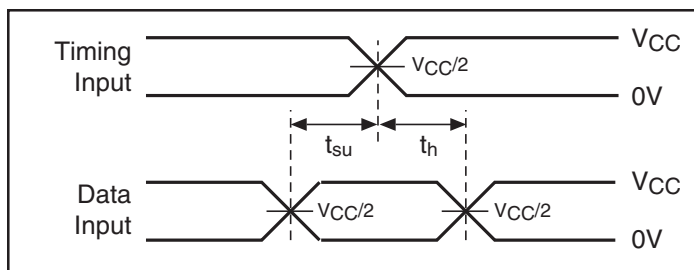 Timing
Input
VCC
VCC/2
0V
tsu
th
Data
Input
VCC
VCC/2
VCC/2
0V